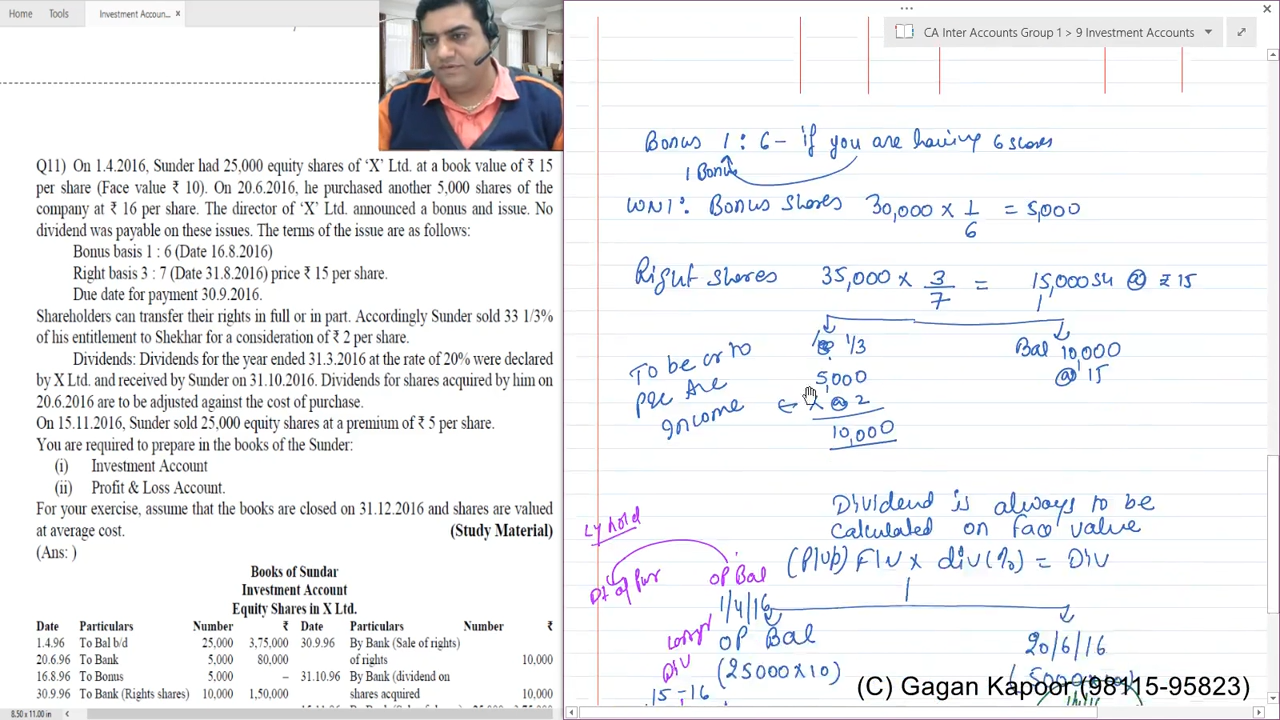 Home Tools Investment Accoun... ×
CA Inter Accounts Group 1 > 9 Investment Accounts
Q11) On 1.4.2016, Sunder had 25,000 equity shares of ‘X’ Ltd. at a book value of ₹ 15
per share (Face value ₹ 10). On 20.6.2016, he purchased another 5,000 shares of the
company at ₹ 16 per share. The director of ‘X’ Ltd. announced a bonus and issue. No
dividend was payable on these issues. The terms of the issue are as follows:
Bonus basis 1 : 6 (Date 16.8.2016)
Right basis 3 : 7 (Date 31.8.2016) price ₹ 15 per share.
Due date for payment 30.9.2016.
Shareholders can transfer their rights in full or in part. Accordingly Sunder sold 33 1/3%
of his entitlement to Shekhar for a consideration of ₹ 2 per share.
Dividends: Dividends for the year ended 31.3.2016 at the rate of 20% were declared
by X Ltd. and received by Sunder on 31.10.2016. Dividends for shares acquired by him on
20.6.2016 are to be adjusted against the cost of purchase.
On 15.11.2016, Sunder sold 25,000 equity shares at a premium of ₹ 5 per share.
You are required to prepare in the books of the Sunder:
(i) Investment Account
(ii) Profit & Loss Account.
For your exercise, assume that the books are closed on 31.12.2016 and shares are valued
at average cost. (Study Material)
(Ans: )
Books of Sundar
Investment Account
Equity Shares in X Ltd.
Date Particulars Number ₹ Date Particulars Number ₹
1.4.96 To Bal b/d 25,000 3,75,000 30.9.96 By Bank (Sale of rights)
20.6.96 To Bank 5,000 80,000 of rights 10,000
16.8.96 To Bonus 5,000 – 31.10.96 By Bank (dividend on
30.9.96 To Bank (Rights shares) 10,000 1,50,000 shares acquired 10,000
8.50 x 11.00 in
Bonus 1 : 6 - if you are having 6 shares
1 Bonus
WN1: Bonus shares 30,000 × 1/6 = 5,000
Right shares 35,000 × 3/7 = 15,000 SH @ ₹ 15
1/3
5,000
× @ 2
10,000
Bal 10,000
@ 15
To be cr to
P&L A/c
Income
Dividend is always to be
calculated on face value
(P/up) F/V × div (%) = Div
Ly hold
Dt of Pur
OP Bal
1/4/16
OP Bal
(25000×10)
Div
15-16
20/6/16
(C) Gagan Kapoor (98115-95823)